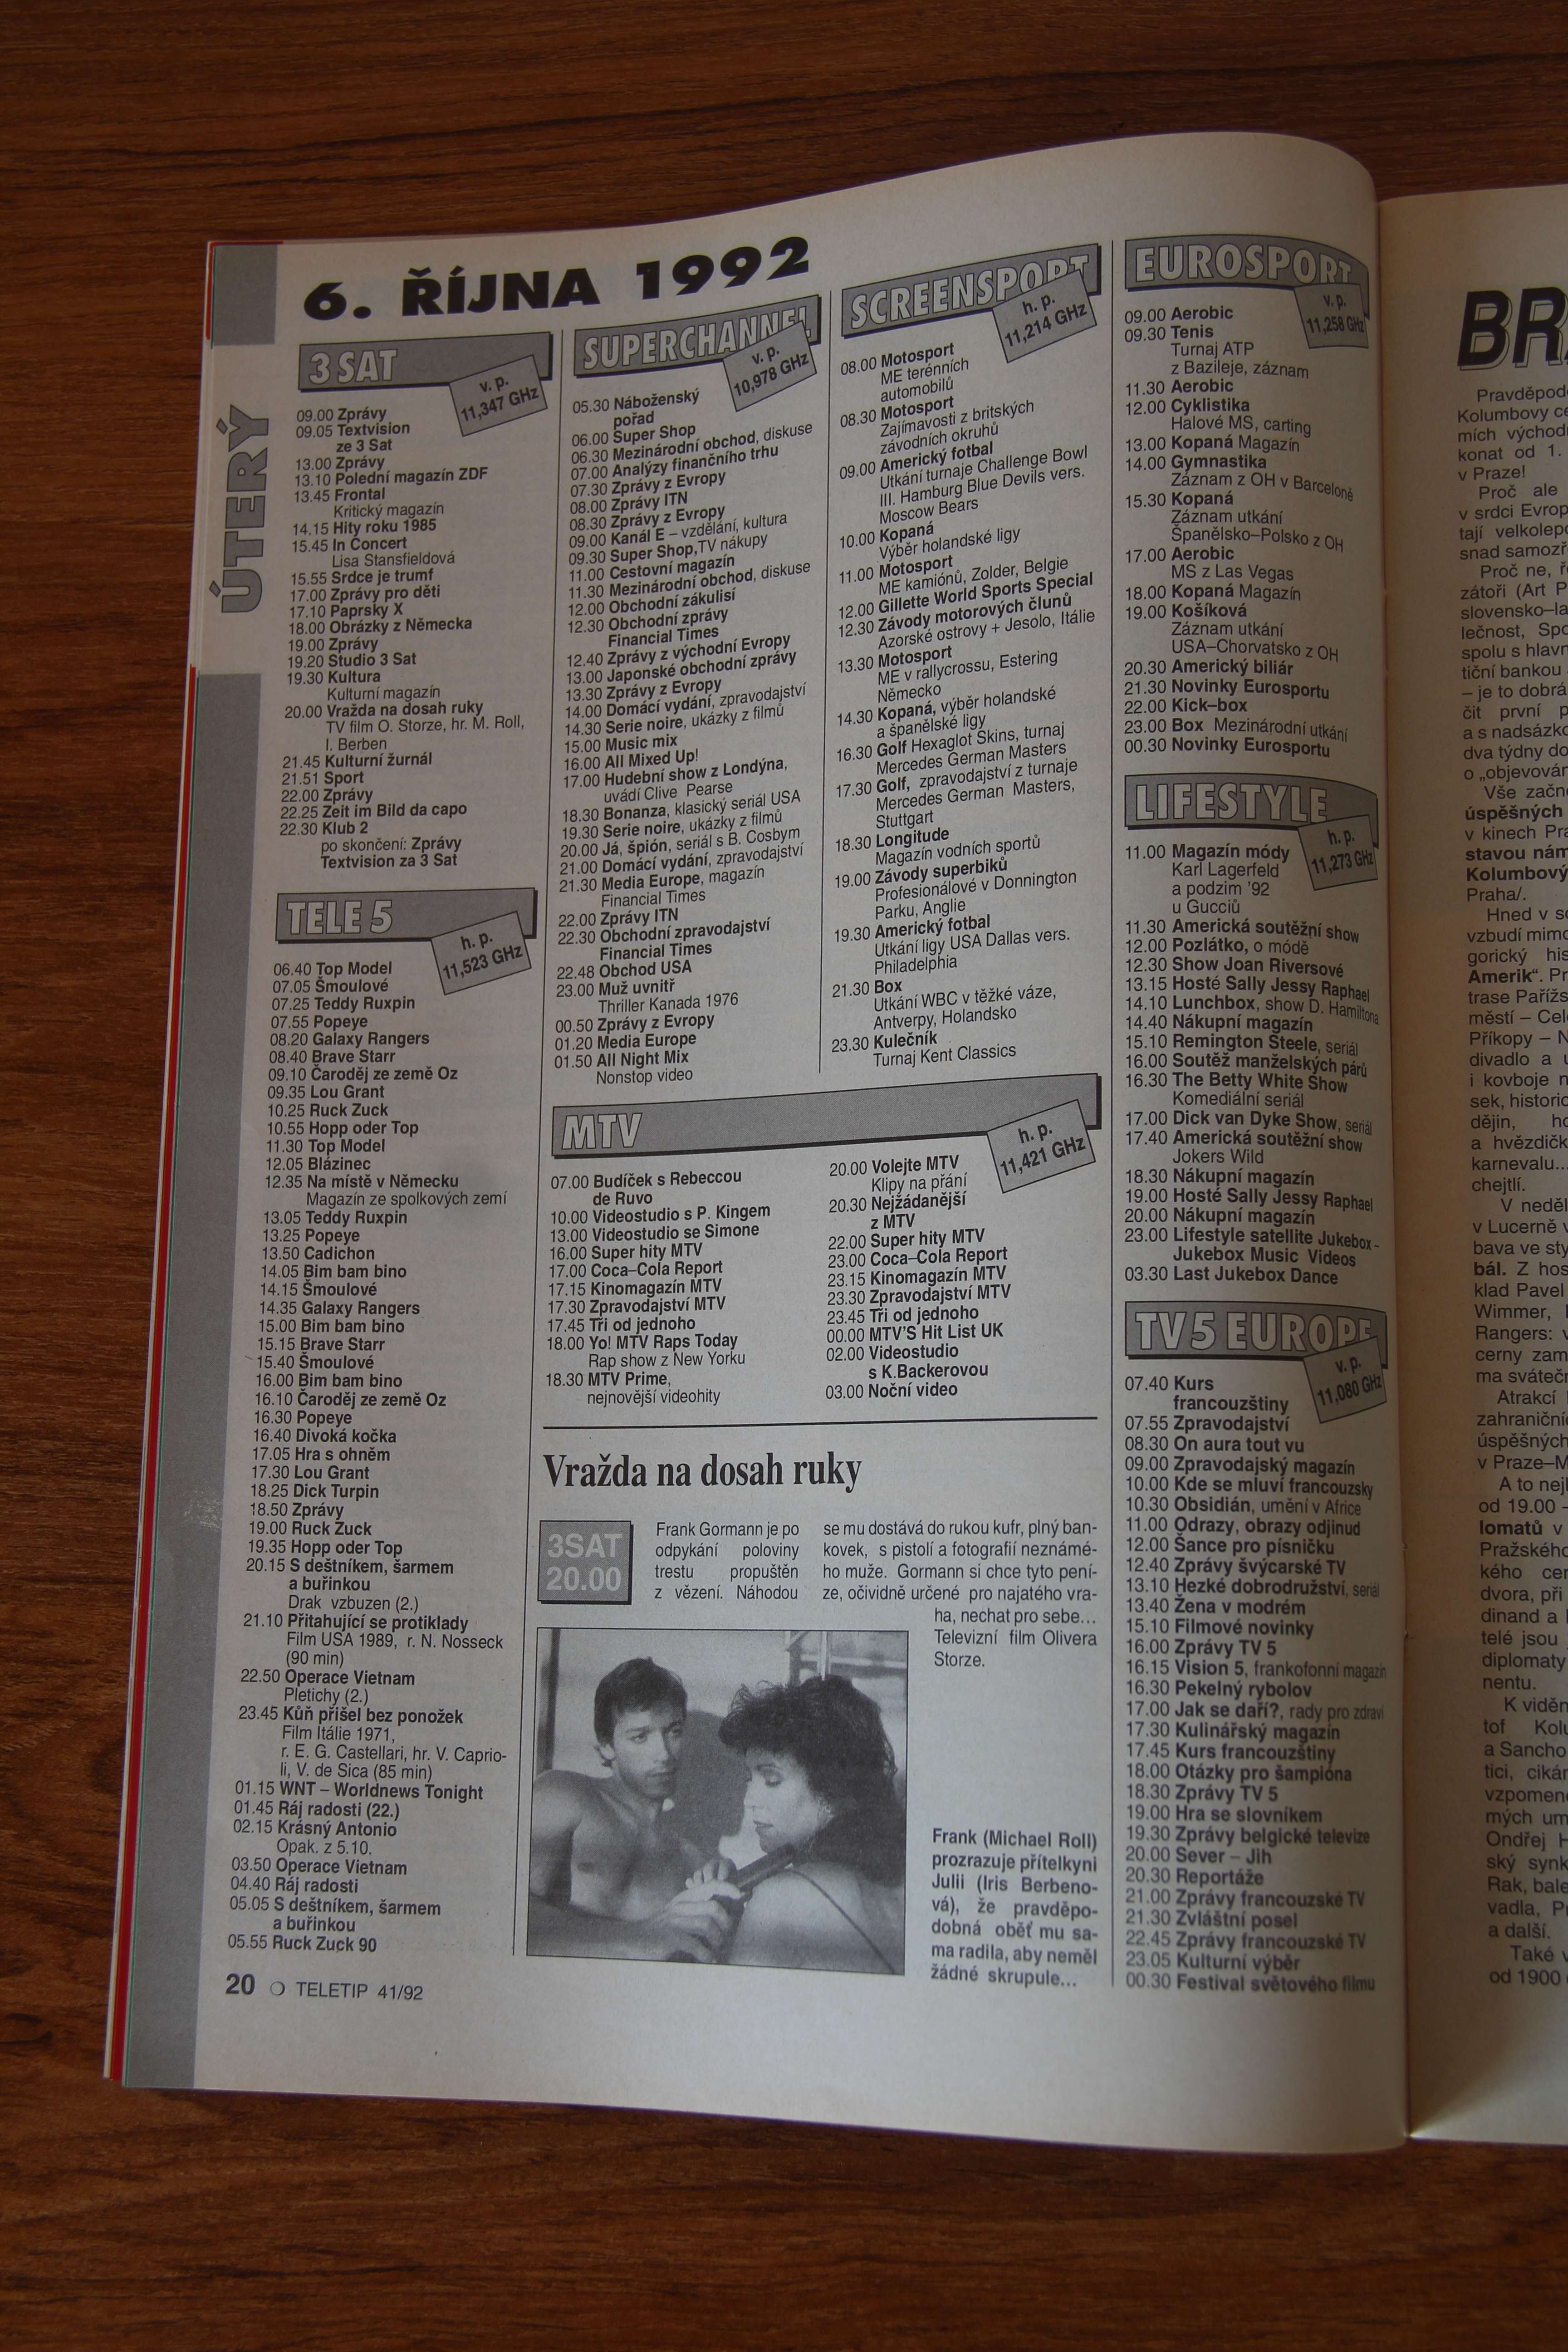 6. ŘÍJNA 1992
ÚTERÝ
3 SAT
v. p.
11,347 GHz
09.00 Zprávy
09.05 Textvision
ze 3 Sat
13.00 Zprávy
13.10 Polední magazín ZDF
13.45 Frontal
Kritický magazín
14.15 Hity roku 1985
15.45 In Concert
Lisa Stansfieldová
15.55 Srdce je trumf
17.00 Zprávy pro děti
17.10 Paprsky X
18.00 Obrázky z Německa
19.00 Zprávy
19.20 Studio 3 Sat
19.30 Kultura
Kulturní magazín
20.00 Vražda na dosah ruky
TV film O. Storze, hr. M. Roll,
I. Berben
21.45 Kulturní žurnál
21.51 Sport
22.00 Zprávy
22.25 Zeit im Bild da capo
22.30 Klub 2
po skončení: Zprávy
Textvision za 3 Sat
TELE 5
h. p.
11,523 GHz
06.40 Top Model
07.05 Šmoulové
07.25 Teddy Ruxpin
07.55 Popeye
08.20 Galaxy Rangers
08.40 Brave Starr
09.10 Čaroděj ze země Oz
09.35 Lou Grant
10.25 Ruck Zuck
10.55 Hopp oder Top
11.30 Top Model
12.05 Blázinec
12.35 Na místě v Německu
Magazín ze spolkových zemí
13.05 Teddy Ruxpin
13.25 Popeye
13.50 Cadichon
14.05 Bim bam bino
14.15 Šmoulové
14.35 Galaxy Rangers
15.00 Bim bam bino
15.15 Brave Starr
15.40 Šmoulové
16.00 Bim bam bino
16.10 Čaroděj ze země Oz
16.30 Popeye
16.40 Divoká kočka
17.05 Hra s ohněm
17.30 Lou Grant
18.25 Dick Turpin
18.50 Zprávy
19.00 Ruck Zuck
19.35 Hopp oder Top
20.15 S deštníkem, šarmem
a buřinkou
Drak vzbuzen (2.)
21.10 Přitahující se protiklady
Film USA 1989, r. N. Nosseck
(90 min)
22.50 Operace Vietnam
Pletichy (2.)
23.45 Kůň přišel bez ponožek
Film Itálie 1971,
r. E. G. Castellari, hr. V. Caprio-
li, V. de Sica (85 min)
01.15 WNT – Worldnews Tonight
01.45 Ráj radosti (22.)
02.15 Krásný Antonio
Opak. z 5.10.
03.50 Operace Vietnam
04.40 Ráj radosti
05.05 S deštníkem, šarmem
a buřinkou
05.55 Ruck Zuck 90
SUPERCHANNEL
v. p.
10,978 GHz
05.30 Náboženský
pořad
06.00 Super Shop
06.30 Mezinárodní obchod, diskuse
07.00 Analýzy finančního trhu
07.30 Zprávy z Evropy
08.00 Zprávy ITN
08.30 Zprávy z Evropy
09.00 Kanál E – vzdělání, kultura
09.30 Super Shop,TV nákupy
11.00 Cestovní magazín
11.30 Mezinárodní obchod, diskuse
12.00 Obchodní zákulisí
12.30 Obchodní zprávy
Financial Times
12.40 Zprávy z východní Evropy
13.00 Japonské obchodní zprávy
13.30 Zprávy z Evropy
14.00 Domácí vydání, zpravodajství
14.30 Serie noire, ukázky z filmů
15.00 Music mix
16.00 All Mixed Up!
17.00 Hudební show z Londýna,
uvádí Clive Pearse
18.30 Bonanza, klasický seriál USA
19.30 Serie noire, ukázky z filmů
20.00 Já, špión, seriál s B. Cosbym
21.00 Domácí vydání, zpravodajství
21.30 Media Europe, magazín
Financial Times
22.00 Zprávy ITN
22.30 Obchodní zpravodajství
Financial Times
22.48 Obchod USA
23.00 Muž uvnitř
Thriller Kanada 1976
00.50 Zprávy z Evropy
01.20 Media Europe
01.50 All Night Mix
Nonstop video
SCREENSPORT
h. p.
11,214 GHz
08.00 Motosport
ME terénních
automobilů
08.30 Motosport
Zajímavosti z britských
závodních okruhů
09.00 Americký fotbal
Utkání turnaje Challenge Bowl
III. Hamburg Blue Devils vers.
Moscow Bears
10.00 Kopaná
Výběr holandské ligy
11.00 Motosport
ME kamiónů, Zolder, Belgie
12.00 Gillette World Sports Special
12.30 Závody motorových člunů
Azorské ostrovy + Jesolo, Itálie
13.30 Motosport
ME v rallycrossu, Estering
Německo
14.30 Kopaná, výběr holandské
a španělské ligy
16.30 Golf Hexaglot Skins, turnaj
Mercedes German Masters
17.30 Golf, zpravodajství z turnaje
Mercedes German Masters,
Stuttgart
18.30 Longitude
Magazín vodních sportů
19.00 Závody superbiků
Profesionálové v Donnington
Parku, Anglie
19.30 Americký fotbal
Utkání ligy USA Dallas vers.
Philadelphia
21.30 Box
Utkání WBC v těžké váze,
Antverpy, Holandsko
23.30 Kulečník
Turnaj Kent Classics
MTV
h. p.
11,421 GHz
07.00 Budíček s Rebeccou
de Ruvo
10.00 Videostudio s P. Kingem
13.00 Videostudio se Simone
16.00 Super hity MTV
17.00 Coca–Cola Report
17.15 Kinomagazín MTV
17.30 Zpravodajství MTV
17.45 Tři od jednoho
18.00 Yo! MTV Raps Today
Rap show z New Yorku
18.30 MTV Prime,
nejnovější videohity
20.00 Volejte MTV
Klipy na přání
20.30 Nejžádanější
z MTV
22.00 Super hity MTV
23.00 Coca–Cola Report
23.15 Kinomagazín MTV
23.30 Zpravodajství MTV
23.45 Tři od jednoho
00.00 MTV'S Hit List UK
02.00 Videostudio
s K.Backerovou
03.00 Noční video
Vražda na dosah ruky
3SAT
20.00
Frank Gormann je po
odpykání poloviny
trestu propuštěn
z vězení. Náhodou
se mu dostává do rukou kufr, plný ban-
kovek, s pistolí a fotografií neznámé-
ho muže. Gormann si chce tyto pení-
ze, očividně určené pro najatého vra-
ha, nechat pro sebe...
Televizní film Olivera
Storze.
Frank (Michael Roll)
prozrazuje přítelkyni
Julii (Iris Berbeno-
vá), že pravděpo-
dobná oběť mu sa-
ma radila, aby neměl
žádné skrupule...
EUROSPORT
v. p.
11,258 GHz
09.00 Aerobic
09.30 Tenis
Turnaj ATP
z Bazileje, záznam
11.30 Aerobic
12.00 Cyklistika
Halové MS, carting
13.00 Kopaná Magazín
14.00 Gymnastika
Záznam z OH v Barceloně
15.30 Kopaná
Záznam utkání
Španělsko–Polsko z OH
17.00 Aerobic
MS z Las Vegas
18.00 Kopaná Magazín
19.00 Košíková
Záznam utkání
USA–Chorvatsko z OH
20.30 Americký biliár
21.30 Novinky Eurosportu
22.00 Kick–box
23.00 Box Mezinárodní utkání
00.30 Novinky Eurosportu
LIFESTYLE
h. p.
11,273 GHz
11.00 Magazín módy
Karl Lagerfeld
a podzim '92
u Gucciů
11.30 Americká soutěžní show
12.00 Pozlátko, o módě
12.30 Show Joan Riversové
13.15 Hosté Sally Jessy Raphael
14.10 Lunchbox, show D. Hamiltona
14.40 Nákupní magazín
15.10 Remington Steele, seriál
16.00 Soutěž manželských párů
16.30 The Betty White Show
Komediální seriál
17.00 Dick van Dyke Show, seriál
17.40 Americká soutěžní show
Jokers Wild
18.30 Nákupní magazín
19.00 Hosté Sally Jessy Raphael
20.00 Nákupní magazín
23.00 Lifestyle satellite Jukebox–
Jukebox Music Videos
03.30 Last Jukebox Dance
TV5 EUROPE
v. p.
11,080 GHz
07.40 Kurs
francouzštiny
07.55 Zpravodajství
08.30 On aura tout vu
09.00 Zpravodajský magazín
10.00 Kde se mluví francouzsky
10.30 Obsidián, umění v Africe
11.00 Odrazy, obrazy odjinud
12.00 Šance pro písničku
12.40 Zprávy švýcarské TV
13.10 Hezké dobrodružství, seriál
13.40 Žena v modrém
15.10 Filmové novinky
16.00 Zprávy TV 5
16.15 Vision 5, frankofonní magazín
16.30 Pekelný rybolov
17.00 Jak se daří?, rady pro zdraví
17.30 Kulinářský magazín
17.45 Kurs francouzštiny
18.00 Otázky pro šampióna
18.30 Zprávy TV 5
19.00 Hra se slovníkem
19.30 Zprávy belgické televize
20.00 Sever – Jih
20.30 Reportáže
21.00 Zprávy francouzské TV
21.30 Zvláštní posel
22.45 Zprávy francouzské TV
23.05 Kulturní výběr
00.30 Festival světového filmu
20 ❍ TELETIP 41/92
BR
Kolumbovy
mích
konat od 1.
v Praze!
Proč ale
v srdci
tají
snad
Proč ne,
zátoři (Art
lečnost,
spolu s
tiční bankou
– je to
čit první
a s
dva týdny
o
Vše
úspěšných
v kinech
stavou
Praha/.
Hned v
vzbudí
gorický
Amerik“.
trase
městí –
Příkopy –
divadlo a
i kovboje
dějin,
a
karnevalu...
chejtlí.
V
v Lucerně
bava ve
bál. Z
klad Pavel
Wimmer,
Rangers:
cerny
Atrakcí
úspěšných
A to
od 19.00 –
lomatů v
Pražského
kého
dvora, při
dinand a
telé jsou
diplomaty
nentu.
K
tof
a Sancho
tici,
mých
Ondřej
ský
Rak,
vadla,
a další.
Také
od 1900